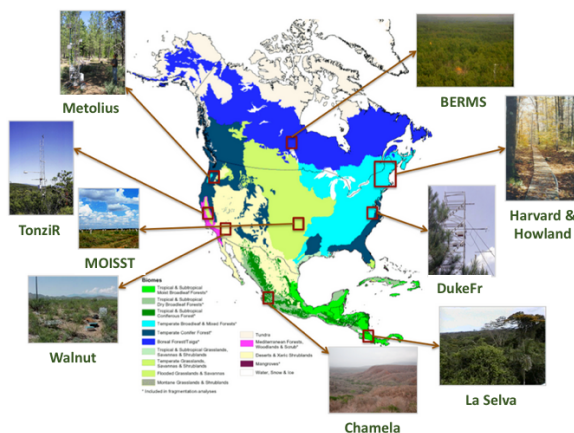 Metolius
BERMS
TonziR
Harvard &
Howland
MOISST
DukeFr
Walnut
Biomes
Tropical & Subtropical
Moist Broadleaf Forests*
Tropical & Subtropical
Dry Broadleaf Forests*
Tropical & Subtropical
Coniferous Forest*
Temperate Broadleaf & Mixed Forests*
Temperate Conifer Forest*
Boreal Forest/Taiga*
Tropical & Subtropical Grasslands,
Savannas & Shrublands
Temperate Grasslands,
Savannas & Shrublands
Flooded Grasslands & Savannas
Montane Grasslands & Shrublands
* Included in fragmentation analyses
Tundra
Mediterranean Forests,
Woodlands & Scrub*
Deserts & Xeric Shrublands
Mangroves*
Water, Snow & Ice
La Selva
Chamela